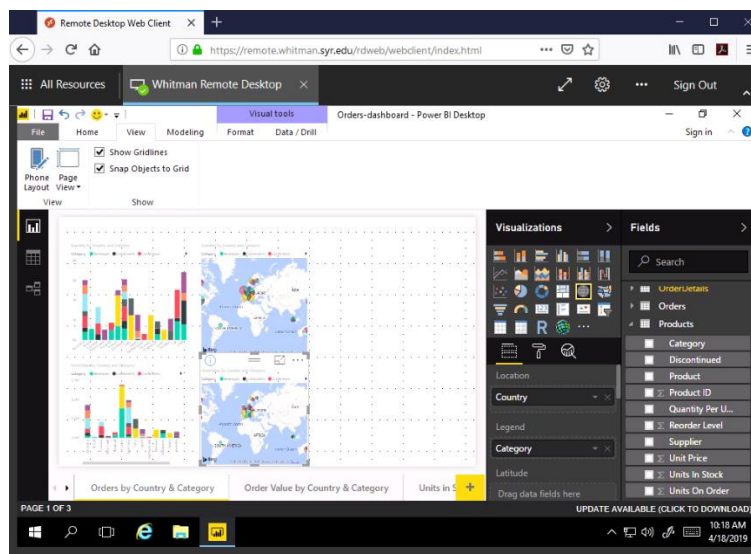 Remote Desktop Web Client
https://remote.whitman.syr.edu/rdweb/webclient/index.html
All Resources
Whitman Remote Desktop
Sign Out
Visual tools
Orders-dashboard - Power BI Desktop
File Home View Modeling Format Data / Drill
Sign in
Show Gridlines
Snap Objects to Grid
Phone Layout
Page View
View
Show
Visualizations
Fields
Search
OrderDetails
Orders
Products
Category
Discontinued
Product
Product ID
Quantity Per U...
Reorder Level
Supplier
Unit Price
Units In Stock
Units On Order
R
Location
Country
Legend
Category
Latitude
Drag data fields here
Orders by Country & Category
Order Value by Country & Category
Units in S
PAGE 1 OF 3
UPDATE AVAILABLE (CLICK TO DOWNLOAD)
10:18 AM
4/18/2019